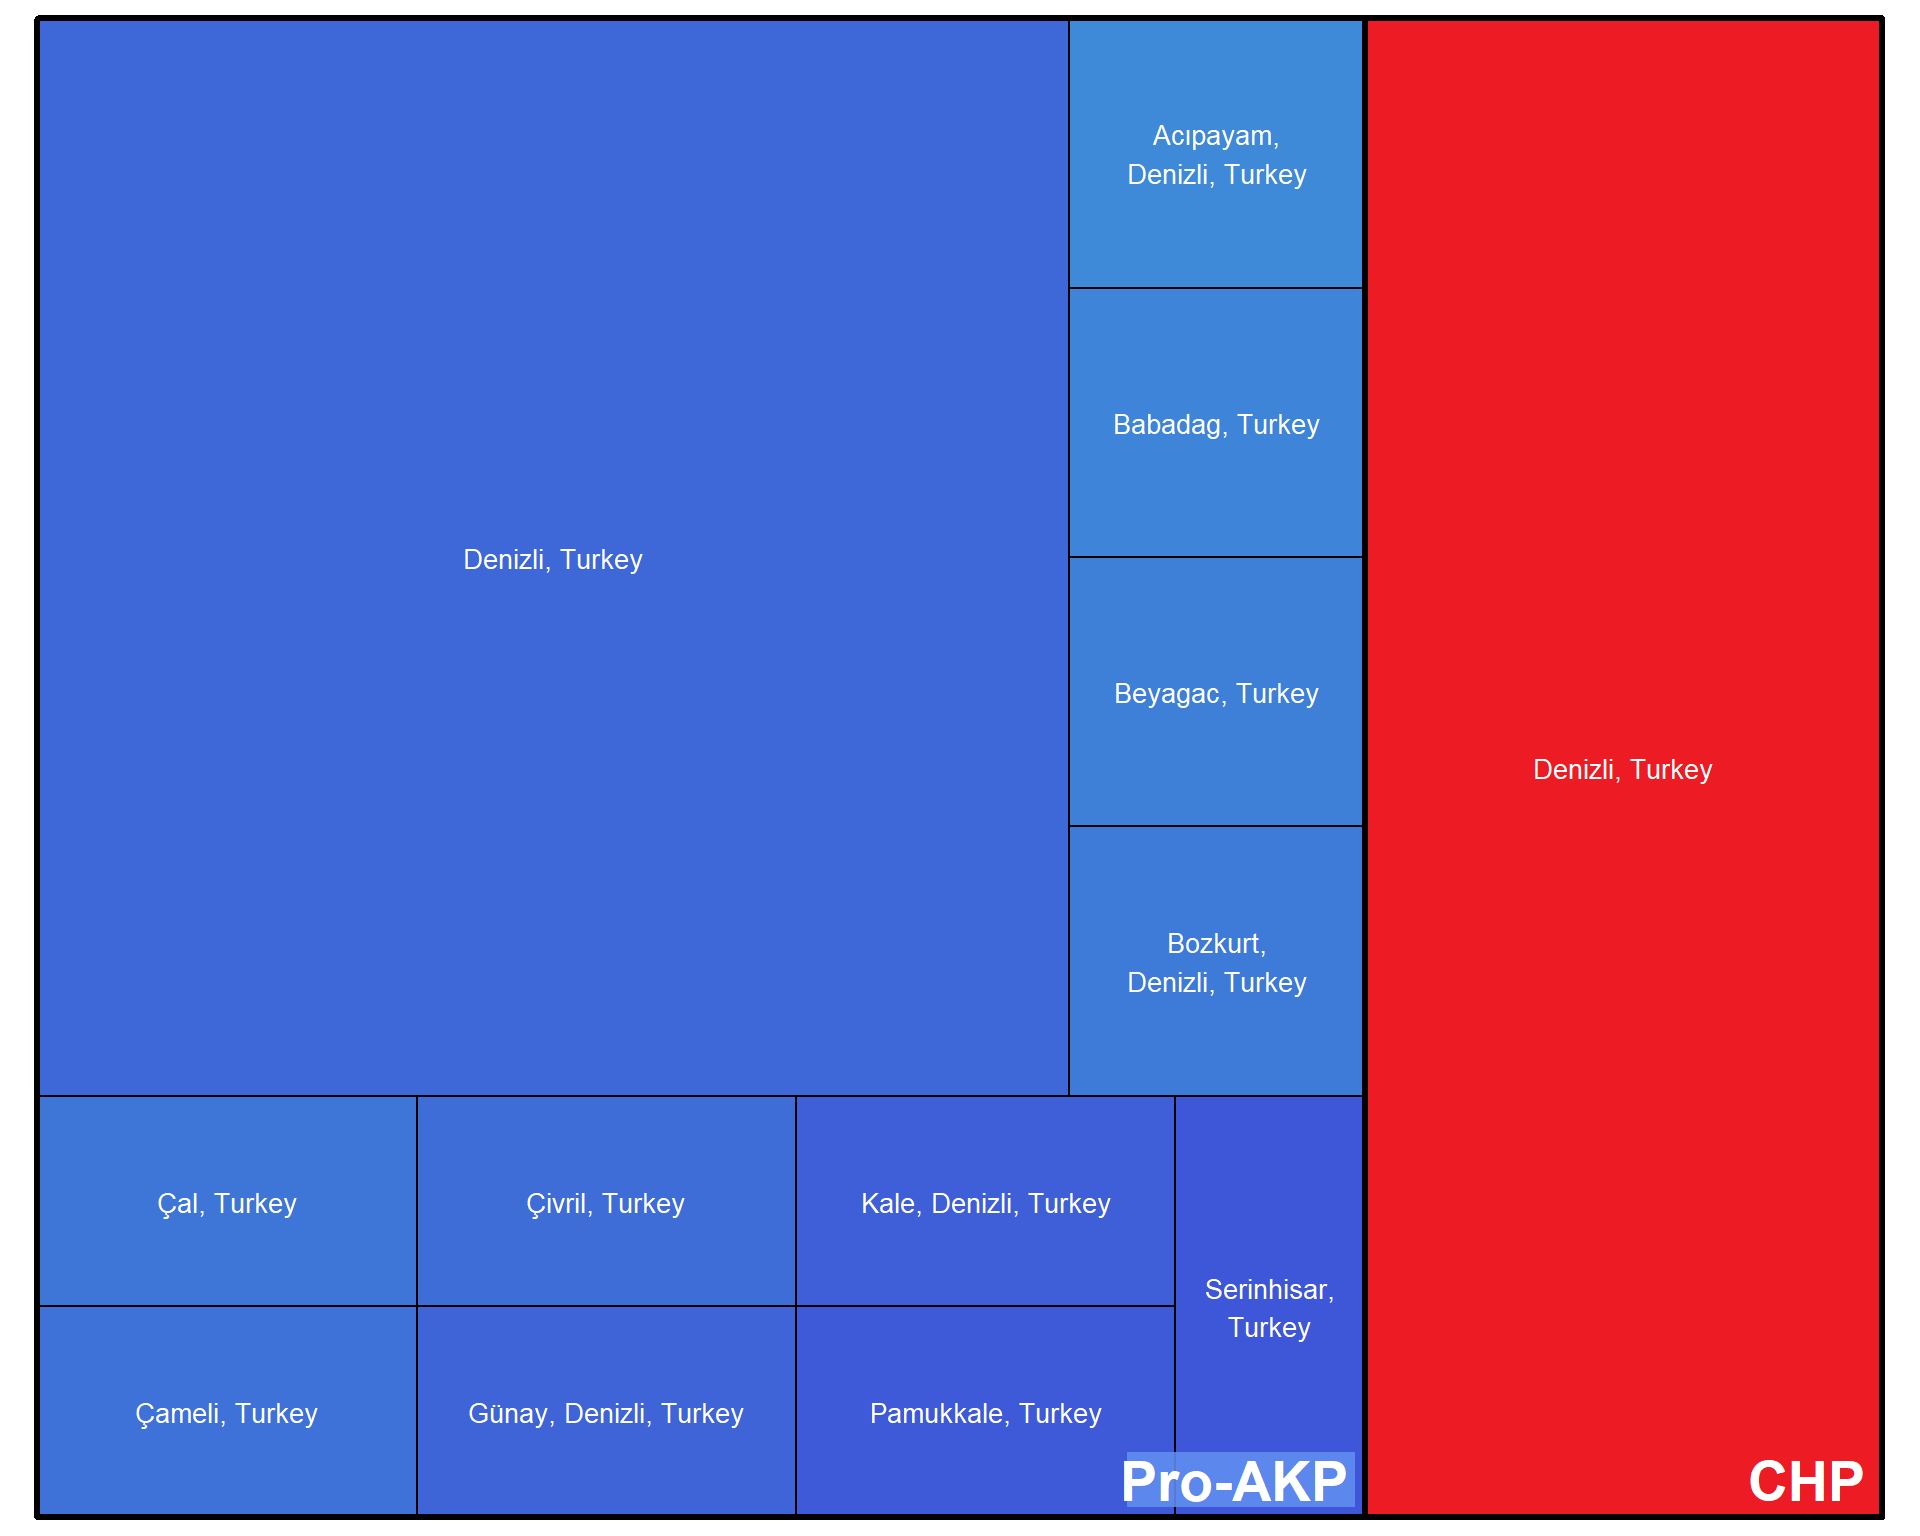 Acıpayam,
Denizli, Turkey
Babadag, Turkey
Denizli, Turkey
Beyagac, Turkey
Denizli, Turkey
Bozkurt,
Denizli, Turkey
Çal, Turkey
Çivril, Turkey
Kale, Denizli, Turkey
Serinhisar,
Turkey
Çameli, Turkey
Günay, Denizli, Turkey
Pamukkale, Turkey
Pro-AKP
CHP